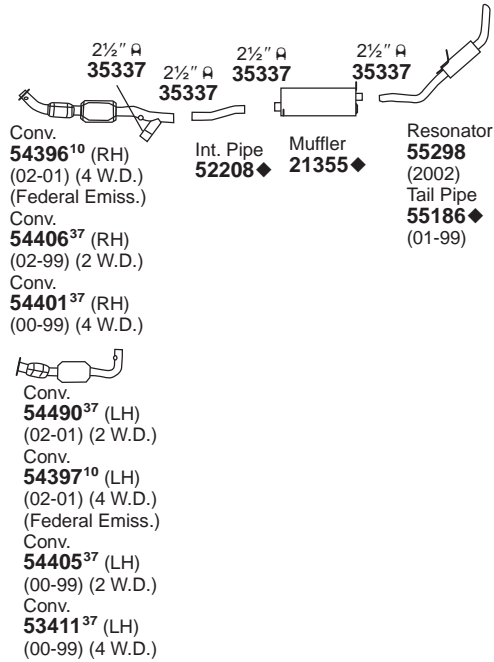 2½″
35337
2½″
35337
2½″
35337
2½″
35337
Conv.
54396¹⁰ (RH)
(02-01) (4 W.D.)
(Federal Emiss.)
Conv.
54406³⁷ (RH)
(02-99) (2 W.D.)
Conv.
54401³⁷ (RH)
(00-99) (4 W.D.)
Int. Pipe
52208◆
Muffler
21355◆
Resonator
55298
(2002)
Tail Pipe
55186◆
(01-99)
Conv.
54490³⁷ (LH)
(02-01) (2 W.D.)
Conv.
54397¹⁰ (LH)
(02-01) (4 W.D.)
(Federal Emiss.)
Conv.
54405³⁷ (LH)
(00-99) (2 W.D.)
Conv.
53411³⁷ (LH)
(00-99) (4 W.D.)